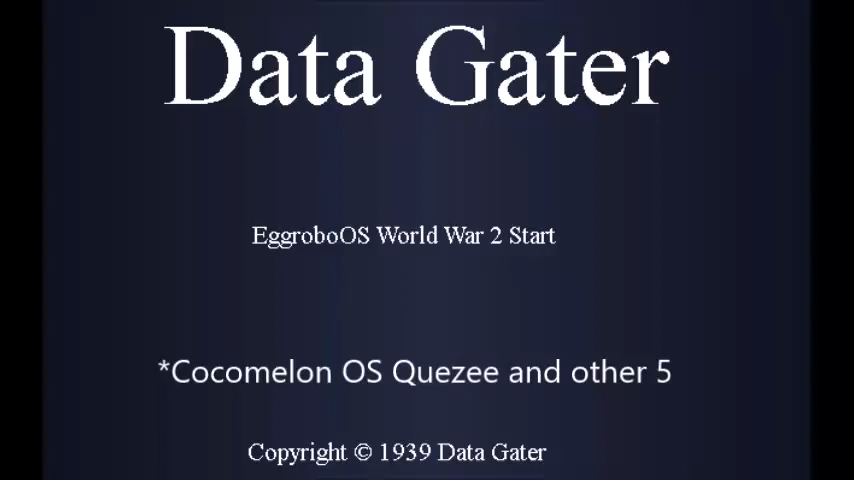 Data Gater
EggroboOS World War 2 Start
*Cocomelon OS Quezee and other 5
Copyright © 1939 Data Gater